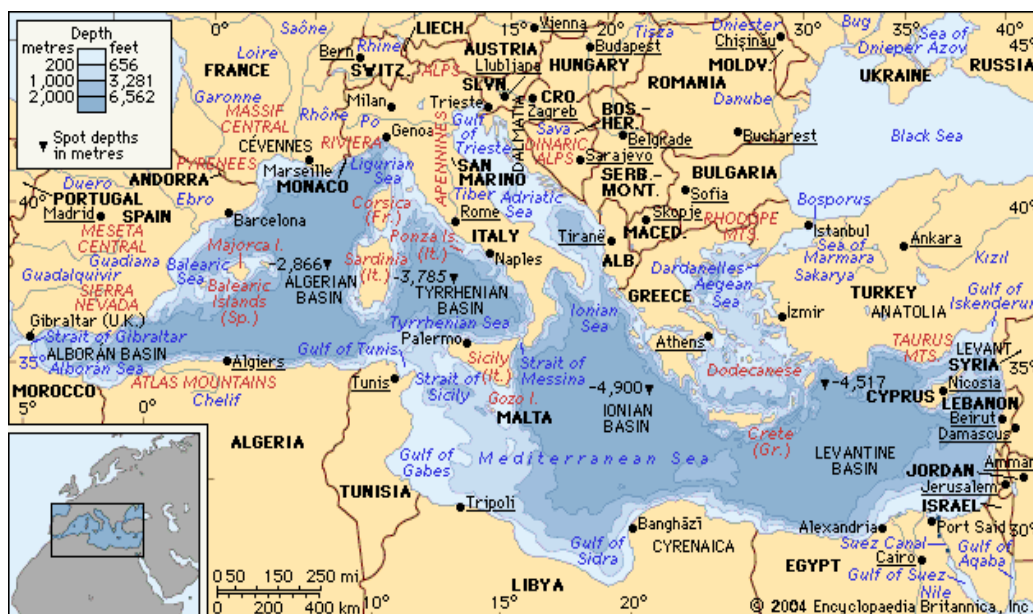 Depth
metres feet
200 656
1,000 3,281
2,000 6,562
Spot depths
in metres
0°
5°
15°
20°
30°
35°
40°
45°
Saône
Loire
Bern
Rhine
LIECH.
Vienna
AUSTRIA
Budapest
Tisza
Dniester
Chişinău
Bug
Dnieper
Sea of
Azov
RUSSIA
FRANCE
SWITZ.
ALPS
Llubljana
HUNGARY
MOLDV.
UKRAINE
Garonne
MASSIF
CENTRAL
Rhône
Milan
Po
Trieste
SLVN.
CRO.
Zagreb
ROMANIA
Danube
Genoa
Gulf of
Trieste
DALMATIA
BOS.-
HER.
Sava
Belgrade
Bucharest
Black Sea
CÉVENNES
RIVIERA
APENNINES
DINARIC
ALPS
Sarajevo
PYRENEES
Marseille
MONACO
Ligurian
Sea
SAN
MARINO
SERB.-
MONT.
BULGARIA
Sofia
ANDORRA
Duero
PORTUGAL
Ebro
Madrid
SPAIN
Barcelona
Corsica
(Fr.)
Tiber
Adriatic
Sea
Rome
ITALY
Skopje
MACED.
RHODOPE
MTS.
Bosporus
Istanbul
Ankara
MESETA
CENTRAL
Guadiana
Majorca I.
Ponza Is.
(It.)
Naples
Tiranë
ALB.
Sea of
Marmara
Sakarya
Kızıl
Guadalquivir
SIERRA
NEVADA
Balearic
Sea
Balearic
Islands
(Sp.)
-2,866
ALGERIAN
BASIN
Sardinia
(It.)
-3,785
TYRRHENIAN
BASIN
Dardanelles
Aegean
Sea
GREECE
TURKEY
ANATOLIA
Gulf of
Iskenderun
Gibraltar (U.K.)
Strait of Gibraltar
ALBORÁN BASIN
Alborán Sea
Tyrrhenian Sea
Ionian
Sea
İzmir
Athens
Palermo
TAURUS
MTS.
LEVANT
SYRIA
35°
MOROCCO
Algiers
ATLAS MOUNTAINS
Chelif
Gulf of Tunis
Tunis
Strait of
Sicily
Sicily
(It.)
Gozo I.
MALTA
Strait of
Messina
-4,900
IONIAN
BASIN
Dodecanese
-4,517
CYPRUS
Nicosia
LEBANON
Beirut
Damascus
5°
0°
ALGERIA
Crete
(Gr.)
LEVANTINE
BASIN
Gulf of
Gabes
Mediterranean Sea
JORDAN
Amman
Jerusalem
ISRAEL
TUNISIA
Tripoli
Banghāzī
CYRENAICA
Alexandria
Port Said
30°
Gulf of
Sidra
EGYPT
Suez Canal
Cairo
Gulf of
Aqaba
Gulf of Suez
Nile
0 50 150 250 mi
0 200 400 km
10°
15°
LIBYA
20°
© 2004 Encyclopaedia Britannica, Inc.